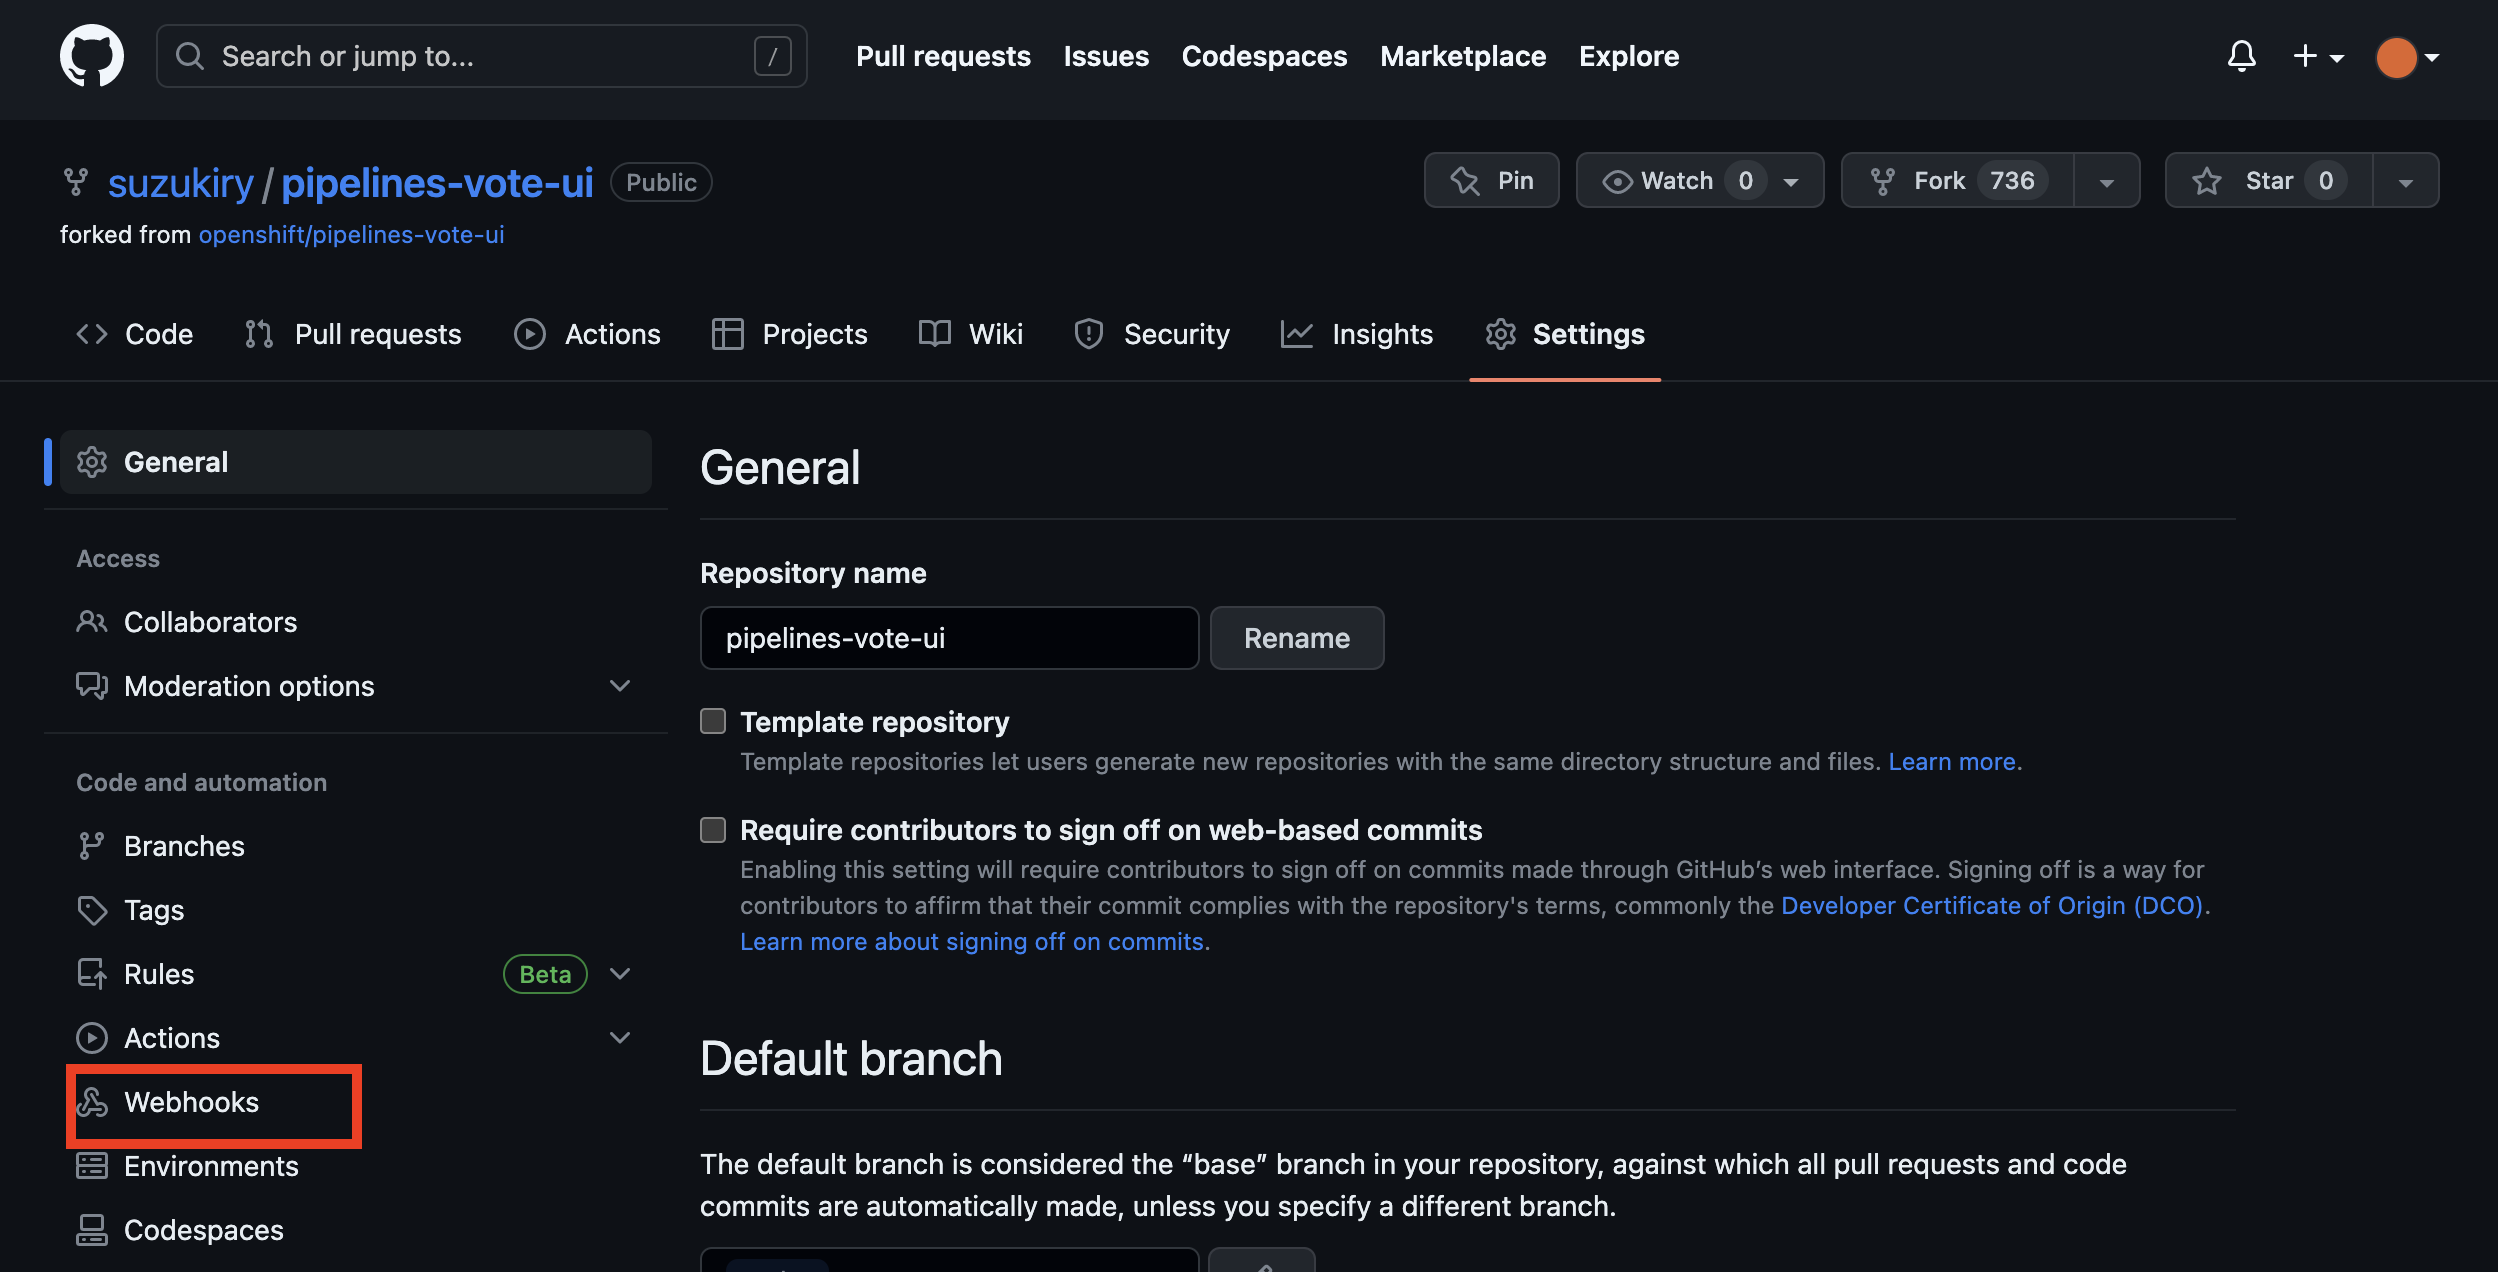 Search or jump to... /
Pull requests Issues Codespaces Marketplace Explore
suzukiry / pipelines-vote-ui Public
Pin Watch 0 Fork 736 Star 0
forked from openshift/pipelines-vote-ui
Code Pull requests Actions Projects Wiki Security Insights Settings
General
Access
Collaborators
Moderation options
Code and automation
Branches
Tags
Rules Beta
Actions
Webhooks
Environments
Codespaces
General
Repository name
pipelines-vote-ui Rename
Template repository
Template repositories let users generate new repositories with the same directory structure and files. Learn more.
Require contributors to sign off on web-based commits
Enabling this setting will require contributors to sign off on commits made through GitHub’s web interface. Signing off is a way for
contributors to affirm that their commit complies with the repository's terms, commonly the Developer Certificate of Origin (DCO).
Learn more about signing off on commits.
Default branch
The default branch is considered the “base” branch in your repository, against which all pull requests and code
commits are automatically made, unless you specify a different branch.